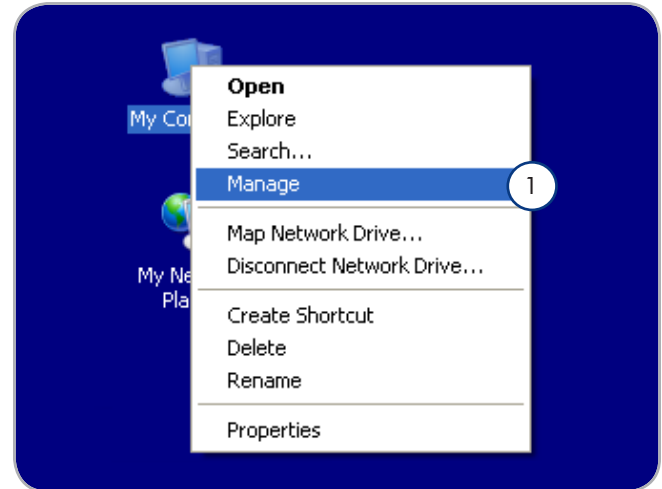 My Co
Open
Explore
Search...
Manage
1
Map Network Drive...
Disconnect Network Drive...
My Ne
Pla
Create Shortcut
Delete
Rename
Properties